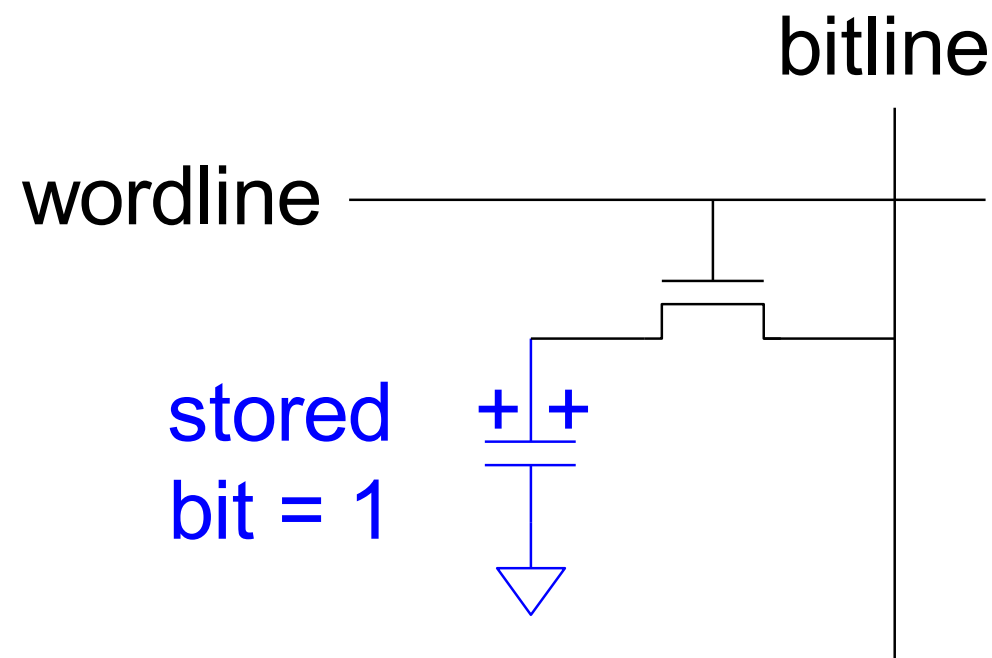 bitline
wordline
stored
+ +
bit = 1